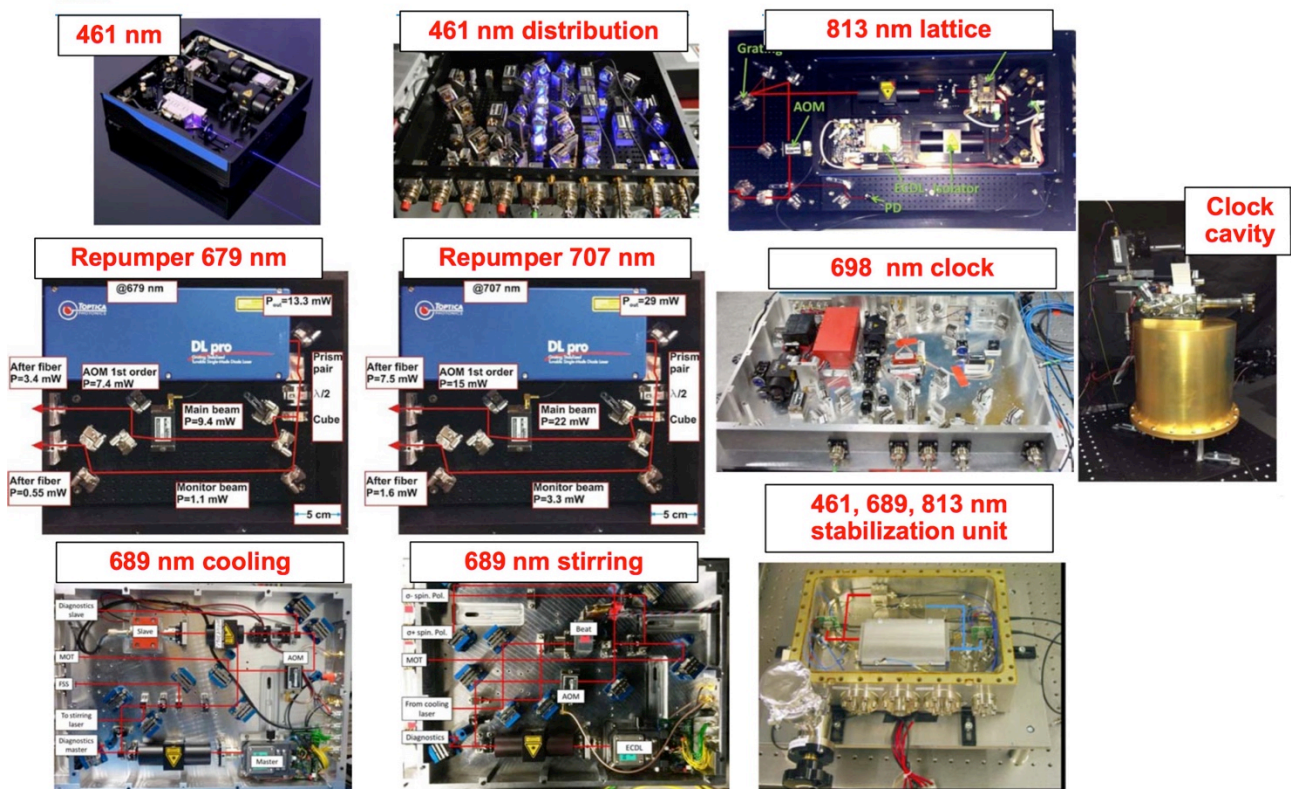 461 nm
461 nm distribution
813 nm lattice
Grating
AOM
ECDL
Isolator
PD
Clock
cavity
Repumper 679 nm
@679 nm
Pout=13.3 mW
TOPTICA
PHOTONICS
DL pro
After fiber
P=3.4 mW
AOM 1st order
P=7.4 mW
Prism
pair
λ/2
Main beam
P=9.4 mW
Cube
After fiber
P=0.55 mW
Monitor beam
P=1.1 mW
5 cm
Repumper 707 nm
@707 nm
Pout=29 mW
TOPTICA
PHOTONICS
DL pro
After fiber
P=7.5 mW
AOM 1st order
P=15 mW
Prism
pair
λ/2
Main beam
P=22 mW
Cube
After fiber
P=1.6 mW
Monitor beam
P=3.3 mW
5 cm
698 nm clock
689 nm cooling
Diagnostics
slave
Slave
MOT
AOM
FSS
To stirring
laser
Diagnostics
master
Master
689 nm stirring
σ- spin. Pol.
σ+ spin. Pol.
Beat
MOT
AOM
From cooling
laser
Diagnostics
ECDL
461, 689, 813 nm
stabilization unit